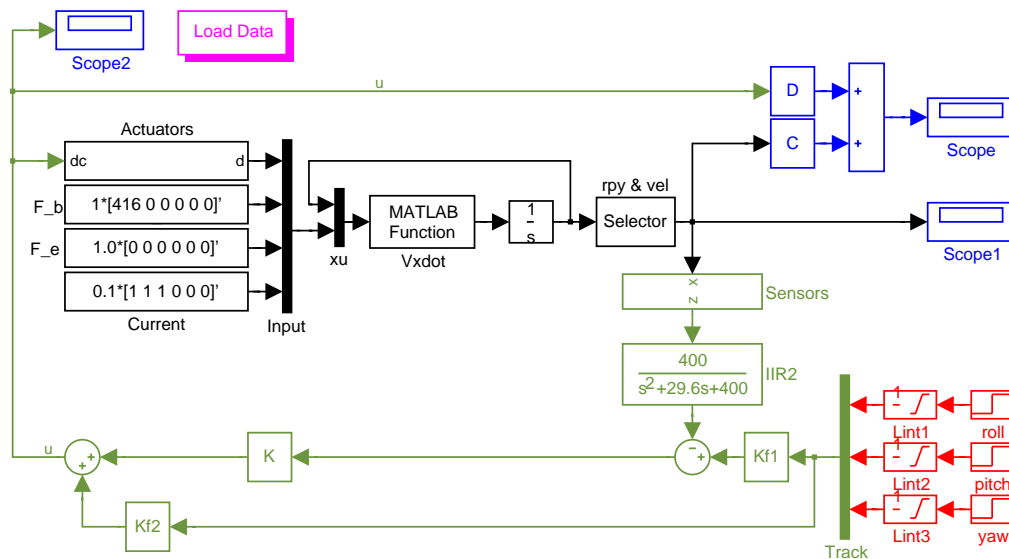 Load Data
Scope2
u
D
+
Actuators
C
+
Scope
dc
d
rpy & vel
F_b
1*[416 0 0 0 0 0]'
MATLAB
Function
1
s
Selector
F_e
1.0*[0 0 0 0 0 0]'
xu
Vxdot
Scope1
0.1*[1 1 1 0 0 0]'
Current
Input
x
z
Sensors
400
s2+29.6s+400
IIR2
1
Lint1
roll
u
+
+
K
−
+
Kf1
1
Lint2
pitch
Kf2
1
Lint3
yaw
Track